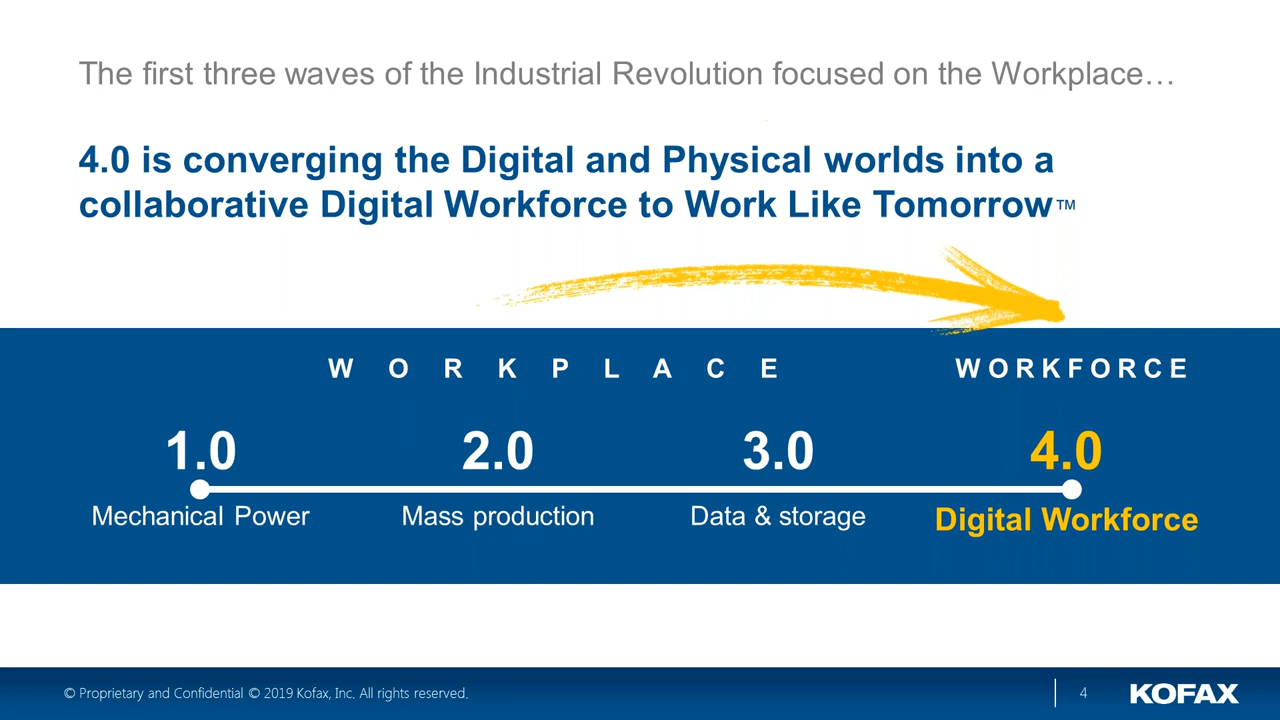 The first three waves of the Industrial Revolution focused on the Workplace…
4.0 is converging the Digital and Physical worlds into a
collaborative Digital Workforce to Work Like Tomorrow™
WORKPLACE WORKFORCE
1.0 2.0 3.0 4.0
Mechanical Power Mass production Data & storage Digital Workforce
© Proprietary and Confidential © 2019 Kofax, Inc. All rights reserved. 4 KOFAX